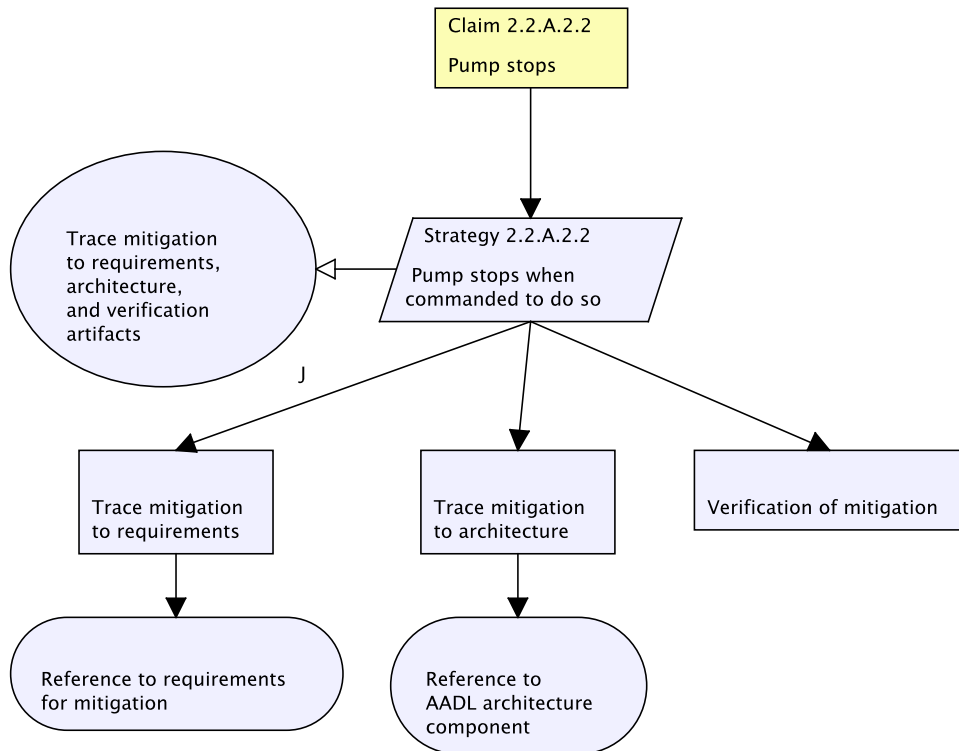 Claim 2.2.A.2.2
Pump stops
Trace mitigation
to requirements,
architecture,
and verification
artifacts
Strategy 2.2.A.2.2
Pump stops when
commanded to do so
J
Trace mitigation
to requirements
Trace mitigation
to architecture
Verification of mitigation
Reference to requirements
for mitigation
Reference to
AADL architecture
component